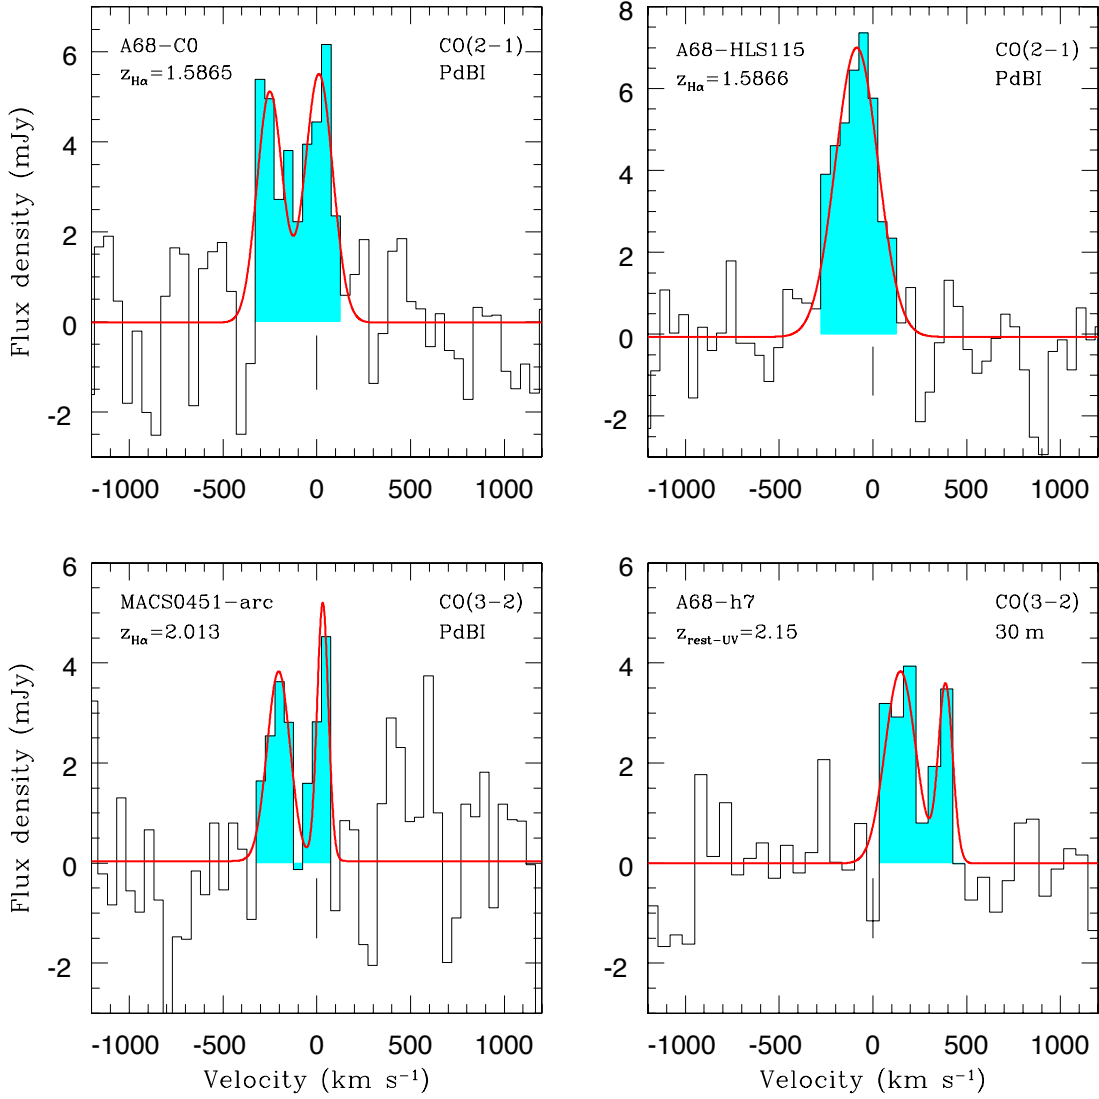 A68-C0 CO(2-1)
z_Hα=1.5865 PdBI
6
4
2
0
-2
Flux density (mJy)
-1000 -500 0 500 1000
A68-HLS115 CO(2-1)
z_Hα=1.5866 PdBI
8
6
4
2
0
-2
-1000 -500 0 500 1000
MACS0451-arc CO(3-2)
z_Hα=2.013 PdBI
6
4
2
0
-2
Flux density (mJy)
-1000 -500 0 500 1000
Velocity (km s⁻¹)
A68-h7 CO(3-2)
z_rest-UV=2.15 30 m
6
4
2
0
-2
-1000 -500 0 500 1000
Velocity (km s⁻¹)